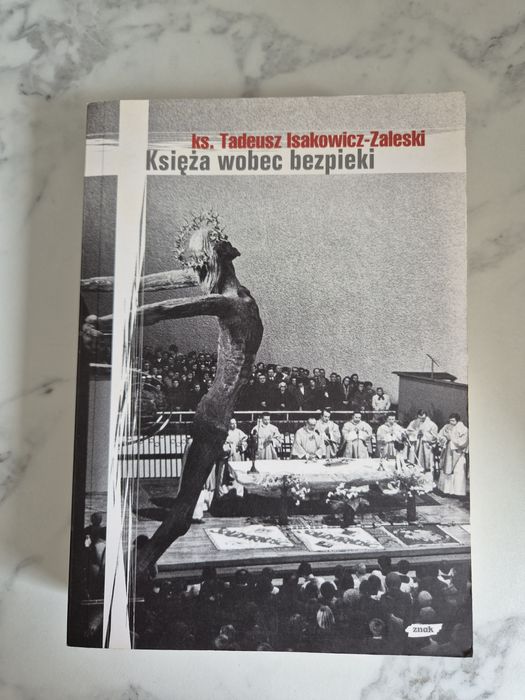 ks. Tadeusz Isakowicz-Zaleski
Księża wobec bezpieki
znak